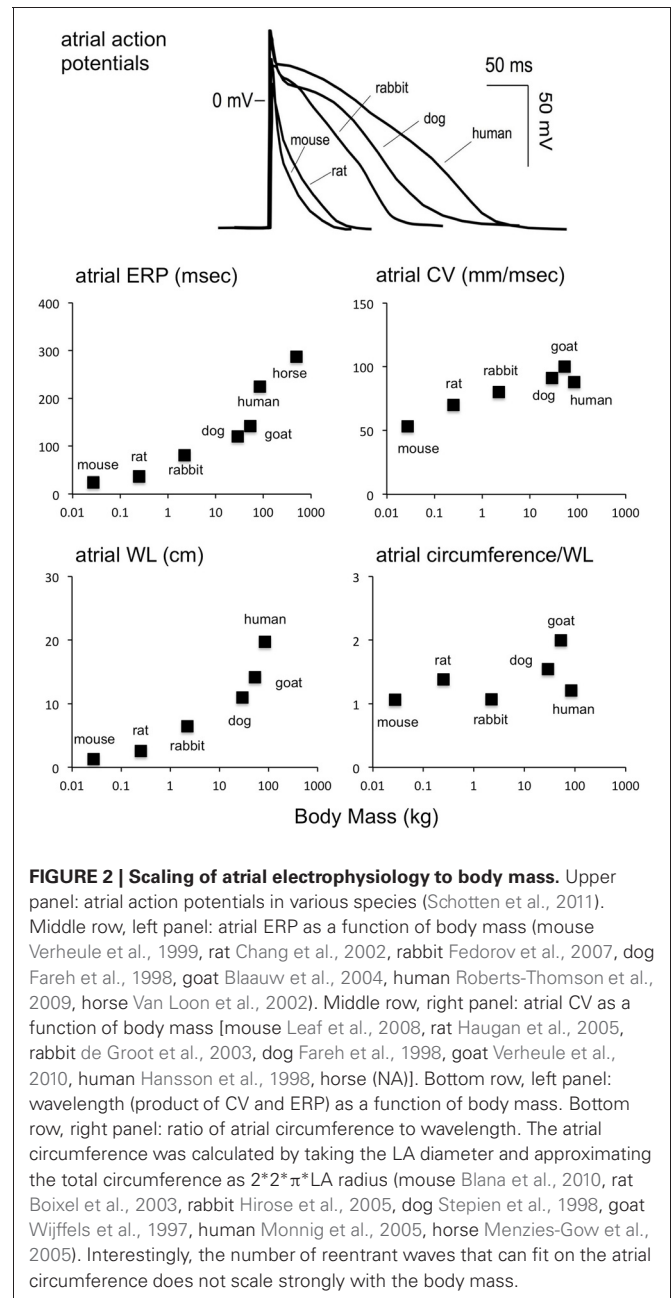 atrial action
potentials
50 ms
50 mV
0 mV
rabbit
dog
human
mouse
rat
atrial ERP (msec)
400
300
200
100
0
0.01 0.1 1 10 100 1000
mouse
rat
rabbit
dog
goat
human
horse
atrial CV (mm/msec)
150
100
50
0
0.01 0.1 1 10 100 1000
mouse
rat
rabbit
dog
goat
human
atrial WL (cm)
30
20
10
0
0.01 0.1 1 10 100 1000
mouse
rat
rabbit
dog
goat
human
atrial circumference/WL
3
2
1
0
0.01 0.1 1 10 100 1000
mouse
rat
rabbit
dog
goat
human
Body Mass (kg)
FIGURE 2 | Scaling of atrial electrophysiology to body mass. Upper
panel: atrial action potentials in various species (Schotten et al., 2011).
Middle row, left panel: atrial ERP as a function of body mass (mouse
Verheule et al., 1999, rat Chang et al., 2002, rabbit Fedorov et al., 2007, dog
Fareh et al., 1998, goat Blaauw et al., 2004, human Roberts-Thomson et al.,
2009, horse Van Loon et al., 2002). Middle row, right panel: atrial CV as a
function of body mass [mouse Leaf et al., 2008, rat Haugan et al., 2005,
rabbit de Groot et al., 2003, dog Fareh et al., 1998, goat Verheule et al.,
2010, human Hansson et al., 1998, horse (NA)]. Bottom row, left panel:
wavelength (product of CV and ERP) as a function of body mass. Bottom
row, right panel: ratio of atrial circumference to wavelength. The atrial
circumference was calculated by taking the LA diameter and approximating
the total circumference as 2*2*π*LA radius (mouse Blana et al., 2010, rat
Boixel et al., 2003, rabbit Hirose et al., 2005, dog Stepien et al., 1998, goat
Wijffels et al., 1997, human Monnig et al., 2005, horse Menzies-Gow et al.,
2005). Interestingly, the number of reentrant waves that can fit on the atrial
circumference does not scale strongly with the body mass.